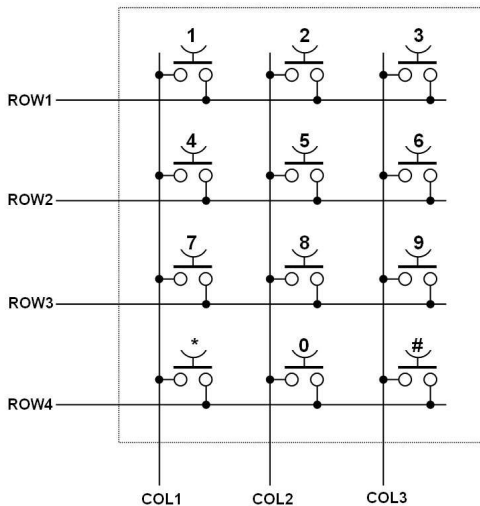 1 2 3
ROW1
4 5 6
ROW2
7 8 9
ROW3
* 0 #
ROW4
COL1 COL2 COL3